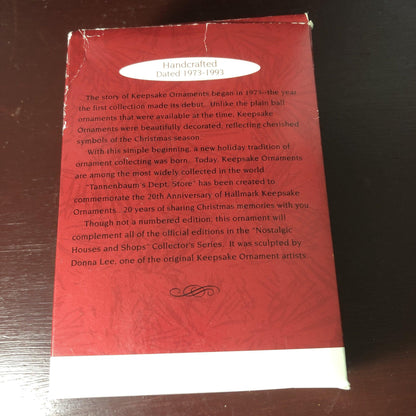 Handcrafted
Dated 1973-1993
The story of Keepsake Ornaments began in 1973--the year
the first collection made its debut. Unlike the plain ball
ornaments that were available at the time, Keepsake
Ornaments were beautifully decorated, reflecting cherished
symbols of the Christmas season.
With this simple beginning, a new holiday tradition of
ornament collecting was born. Today, Keepsake Ornaments
are among the most widely collected in the world.
"Tannenbaum's Dept. Store" has been created to
commemorate the 20th Anniversary of Hallmark Keepsake
Ornaments...20 years of sharing Christmas memories with you.
Though not a numbered edition, this ornament will
complement all of the official editions in the "Nostalgic
Houses and Shops" Collector's Series. It was sculpted by
Donna Lee, one of the original Keepsake Ornament artists.